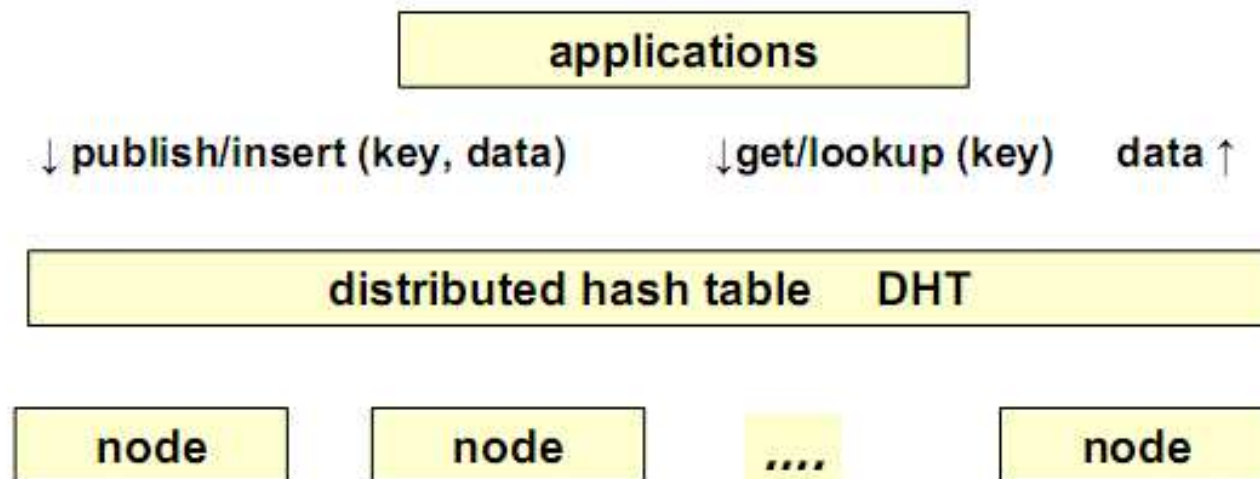 applications
↓ publish/insert (key, data) ↓get/lookup (key) data ↑
distributed hash table DHT
node node .... node